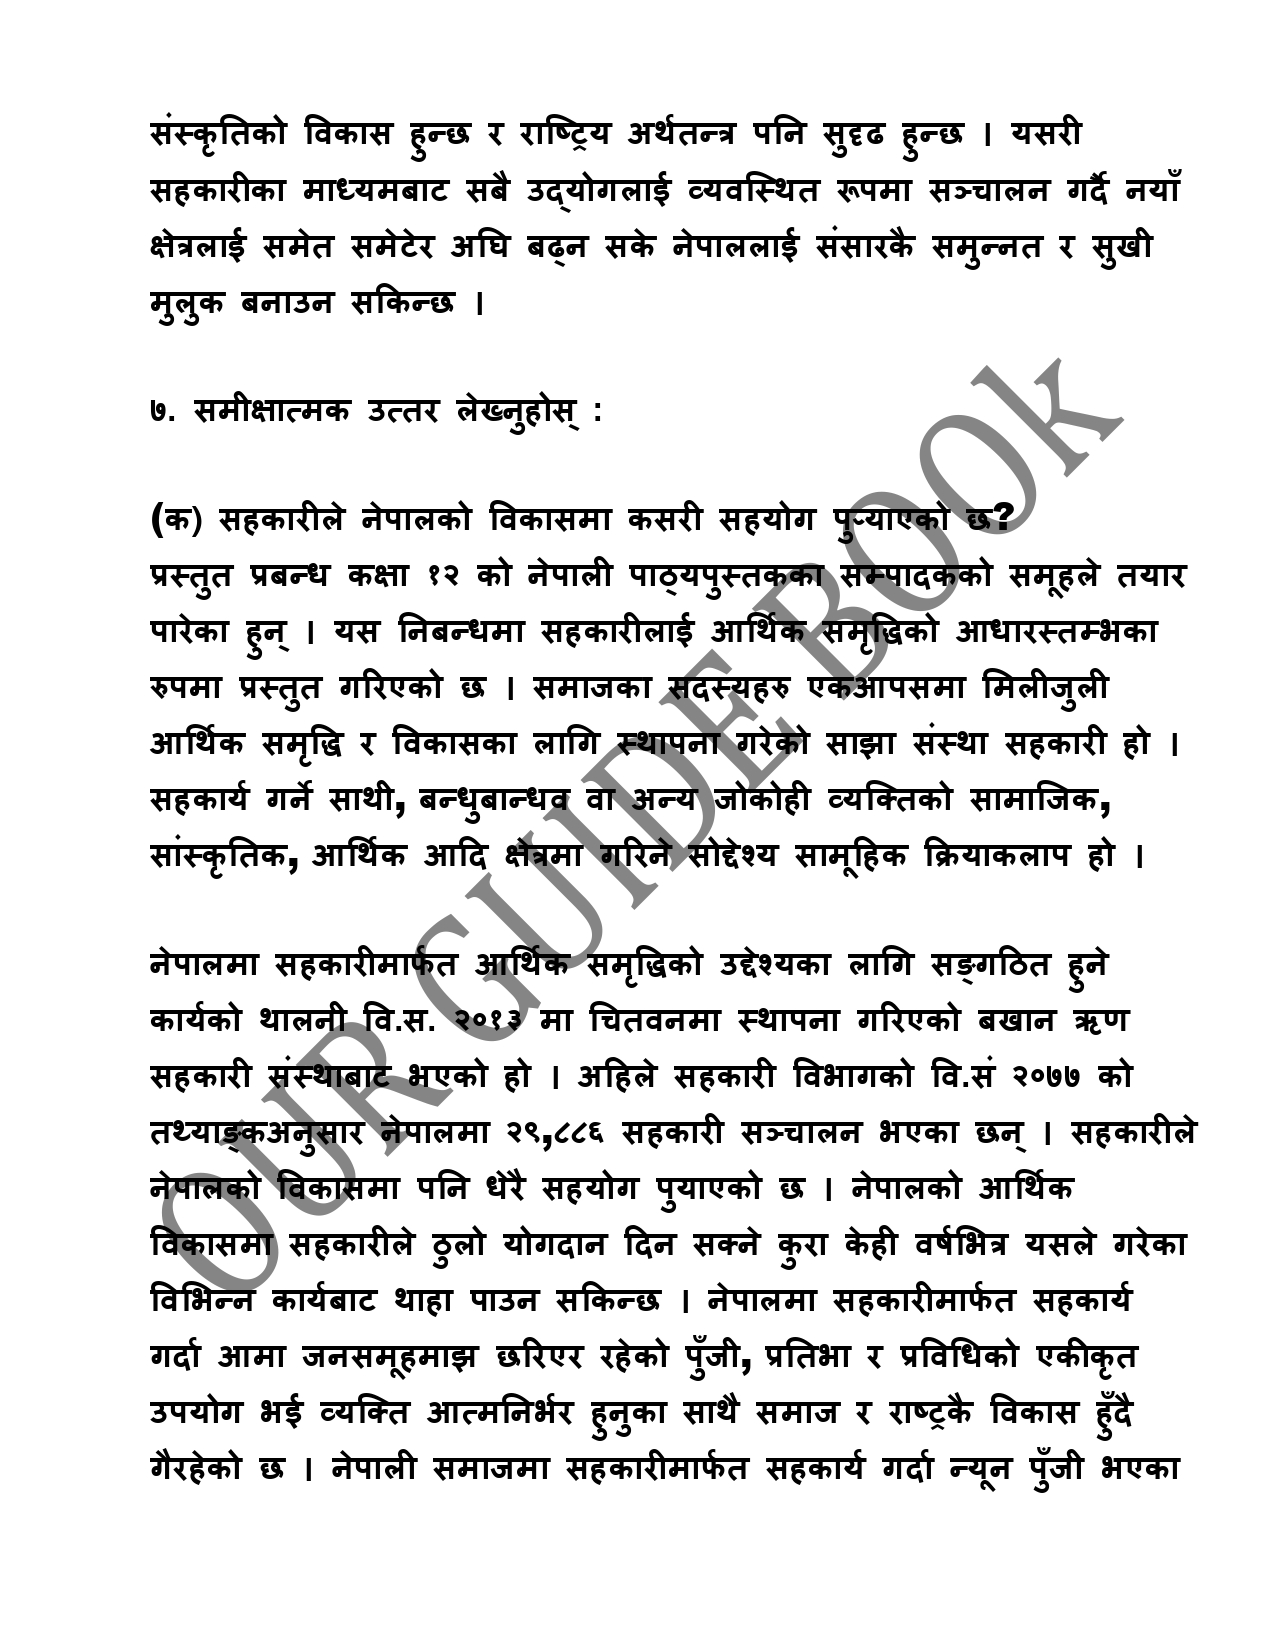 संस्कृतिको विकास हुन्छ र राष्ट्रिय अर्थतन्त्र पनि सुदृढ हुन्छ । यसरी
सहकारीका माध्यमबाट सबै उद्‌योगलाई व्यवस्थित रूपमा सञ्चालन गर्दै नयाँ
क्षेत्रलाई समेत समेटेर अघि बढ्न सके नेपाललाई संसारकै समुन्नत र सुखी
मुलुक बनाउन सकिन्छ ।
७. समीक्षात्मक उत्तर लेख्नुहोस् :
(क) सहकारीले नेपालको विकासमा कसरी सहयोग पुऱ्याएको छ?
प्रस्तुत प्रबन्ध कक्षा १२ को नेपाली पाठ्यपुस्तकका सम्पादकको समूहले तयार
पारेका हुन् । यस निबन्धमा सहकारीलाई आर्थिक समृद्धिको आधारस्तम्भका
रुपमा प्रस्तुत गरिएको छ । समाजका सदस्यहरु एकआपसमा मिलीजुली
आर्थिक समृद्धि र विकासका लागि स्थापना गरेको साझा संस्था सहकारी हो ।
सहकार्य गर्ने साथी, बन्धुबान्धव वा अन्य जोकोही व्यक्तिको सामाजिक,
सांस्कृतिक, आर्थिक आदि क्षेत्रमा गरिने सोद्देश्य सामूहिक क्रियाकलाप हो ।
नेपालमा सहकारीमार्फत आर्थिक समृद्धिको उद्देश्यका लागि सङ्गठित हुने
कार्यको थालनी वि.स. २०१३ मा चितवनमा स्थापना गरिएको बखान ऋण
सहकारी संस्थाबाट भएको हो । अहिले सहकारी विभागको वि.सं २०७७ को
तथ्याङ्कअनुसार नेपालमा २९,८८६ सहकारी सञ्चालन भएका छन् । सहकारीले
नेपालको विकासमा पनि धेरै सहयोग पुयाएको छ । नेपालको आर्थिक
विकासमा सहकारीले ठुलो योगदान दिन सक्ने कुरा केही वर्षभित्र यसले गरेका
विभिन्न कार्यबाट थाहा पाउन सकिन्छ । नेपालमा सहकारीमार्फत सहकार्य
गर्दा आमा जनसमूहमाझ छरिएर रहेको पुँजी, प्रतिभा र प्रविधिको एकीकृत
उपयोग भई व्यक्ति आत्मनिर्भर हुनुका साथै समाज र राष्ट्रकै विकास हुँदै
गैरहेको छ । नेपाली समाजमा सहकारीमार्फत सहकार्य गर्दा न्यून पुँजी भएका
OUR GUIDE BOOk